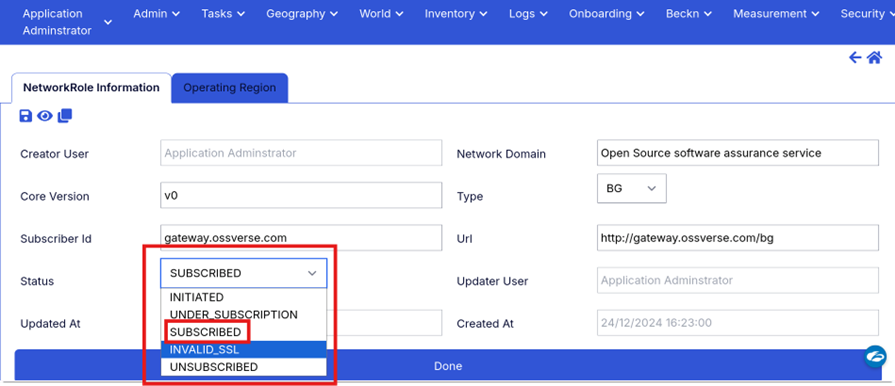 Application Adminstrator
Admin
Tasks
Geography
World
Inventory
Logs
Onboarding
Beckn
Measurement
Security
NetworkRole Information
Operating Region
Creator User
Application Adminstrator
Network Domain
Open Source software assurance service
Core Version
v0
Type
BG
Subscriber Id
gateway.ossverse.com
Url
http://gateway.ossverse.com/bg
Status
SUBSCRIBED
Updater User
Application Adminstrator
INITIATED
UNDER_SUBSCRIPTION
SUBSCRIBED
INVALID_SSL
UNSUBSCRIBED
Updated At
Created At
24/12/2024 16:23:00
Done